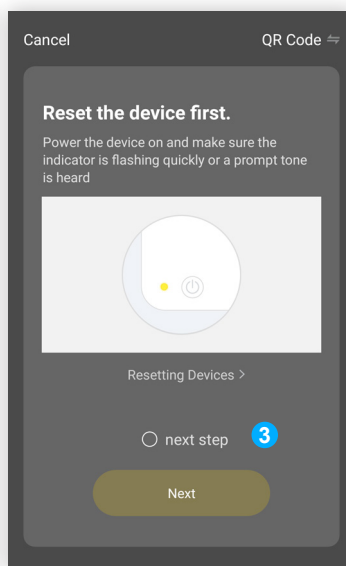 Cancel
QR Code
Reset the device first.
Power the device on and make sure the
indicator is flashing quickly or a prompt tone
is heard
Resetting Devices >
next step
3
Next